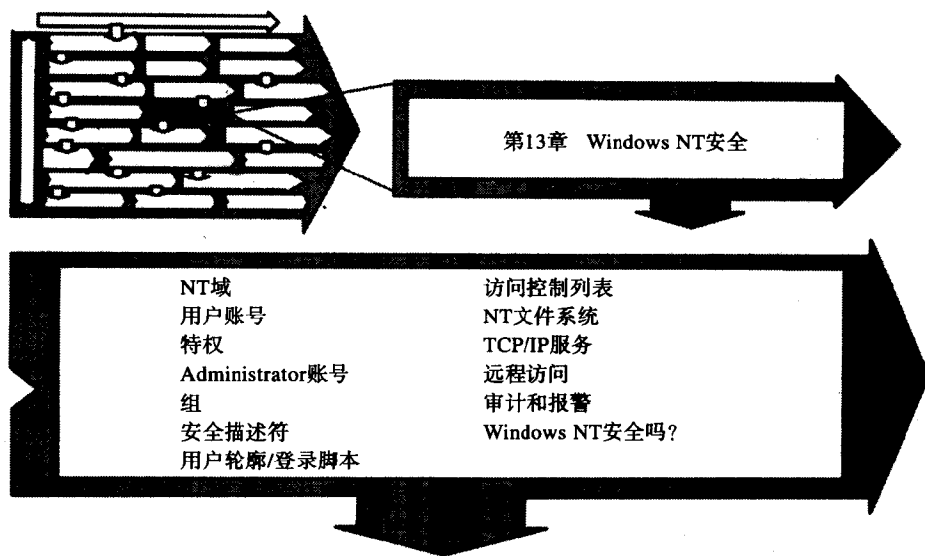 第13章 Windows NT安全
NT域
用户账号
特权
Administrator账号
组
安全描述符
用户轮廓/登录脚本
访问控制列表
NT文件系统
TCP/IP服务
远程访问
审计和报警
Windows NT安全吗?